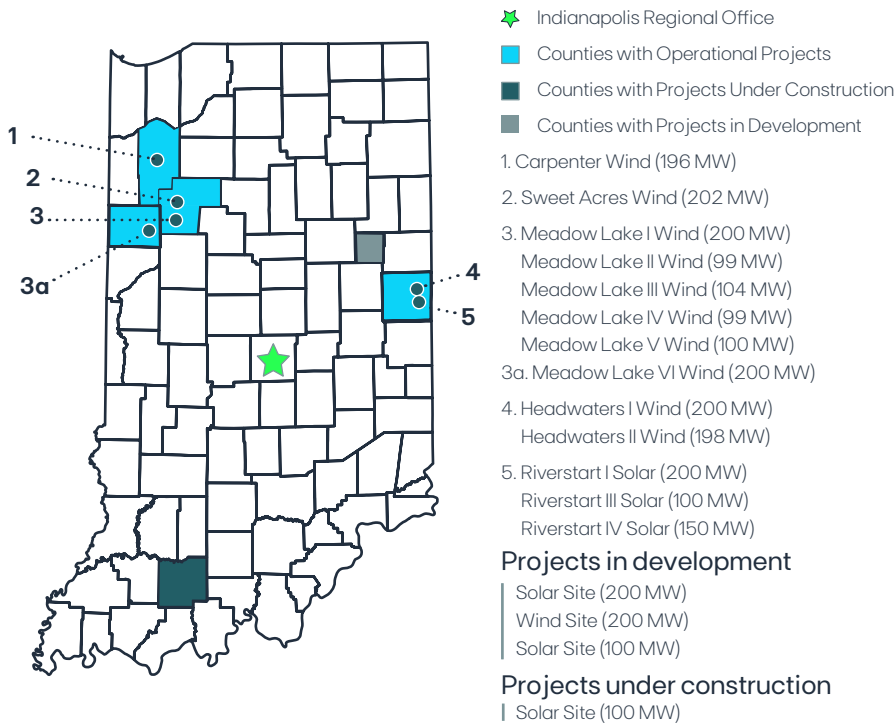 Indianapolis Regional Office
Counties with Operational Projects
Counties with Projects Under Construction
Counties with Projects in Development
1. Carpenter Wind (196 MW)
2. Sweet Acres Wind (202 MW)
3. Meadow Lake I Wind (200 MW)
Meadow Lake II Wind (99 MW)
Meadow Lake III Wind (104 MW)
Meadow Lake IV Wind (99 MW)
Meadow Lake V Wind (100 MW)
3a. Meadow Lake VI Wind (200 MW)
4. Headwaters I Wind (200 MW)
Headwaters II Wind (198 MW)
5. Riverstart I Solar (200 MW)
Riverstart III Solar (100 MW)
Riverstart IV Solar (150 MW)
Projects in development
Solar Site (200 MW)
Wind Site (200 MW)
Solar Site (100 MW)
Projects under construction
Solar Site (100 MW)
1
2
3
3a
4
5